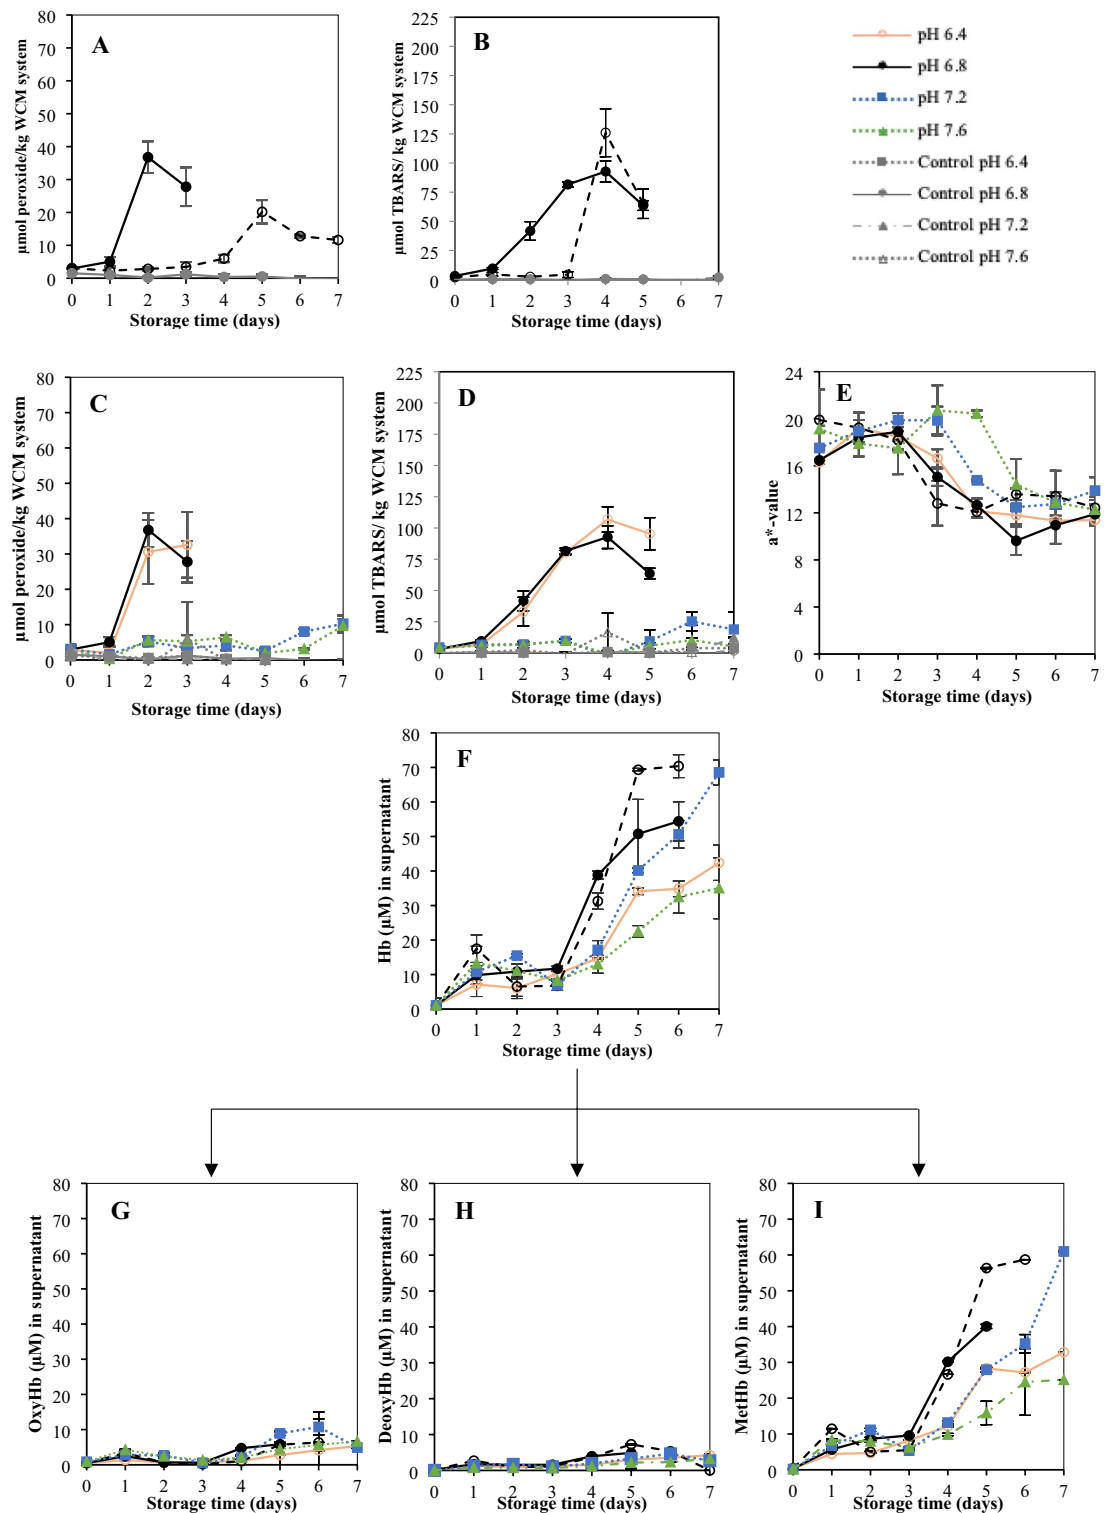 A
µmol peroxide/kg WCM system
80
70
60
50
40
30
20
10
0
0 1 2 3 4 5 6 7
Storage time (days)
B
µmol TBARS/ kg WCM system
225
200
175
150
125
100
75
50
25
0
0 1 2 3 4 5 6 7
Storage time (days)
pH 6.4
pH 6.8
pH 7.2
pH 7.6
Control pH 6.4
Control pH 6.8
Control pH 7.2
Control pH 7.6
C
µmol peroxide/kg WCM system
80
70
60
50
40
30
20
10
0
0 1 2 3 4 5 6 7
Storage time (days)
D
µmol TBARS/ kg WCM system
225
200
175
150
125
100
75
50
25
0
0 1 2 3 4 5 6 7
Storage time (days)
E
a*-value
24
20
16
12
8
4
0
0 1 2 3 4 5 6 7
Storage time (days)
F
Hb (µM) in supernatant
80
70
60
50
40
30
20
10
0
0 1 2 3 4 5 6 7
Storage time (days)
G
OxyHb (µM) in supernatant
80
70
60
50
40
30
20
10
0
0 1 2 3 4 5 6 7
Storage time (days)
H
DeoxyHb (µM) in supernatant
80
70
60
50
40
30
20
10
0
0 1 2 3 4 5 6 7
Storage time (days)
I
MetHb (µM) in supernatant
80
70
60
50
40
30
20
10
0
0 1 2 3 4 5 6 7
Storage time (days)